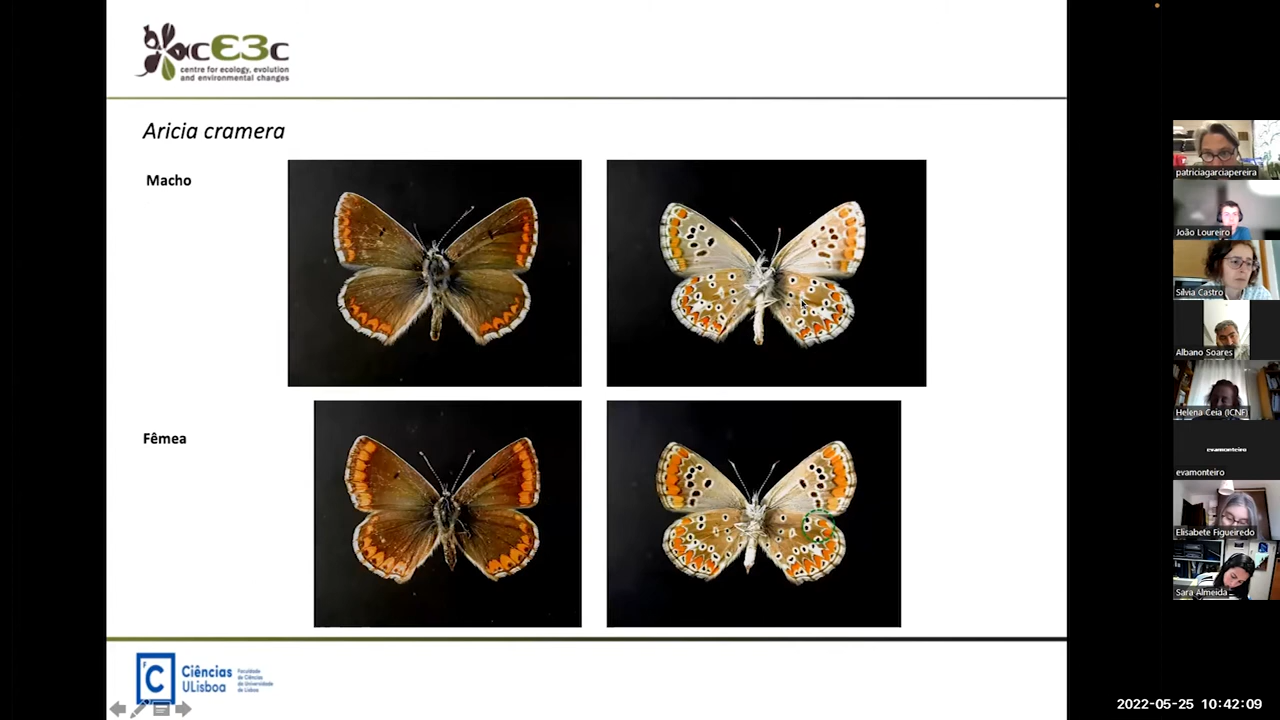 cE3c
centre for ecology, evolution
and environmental changes
Aricia cramera
Macho
Fêmea
C
Ciências
ULisboa
Faculdade
de Ciências
da Universidade
de Lisboa
patriciagarciapereira
João Loureiro
Sílvia Castro
Albano Soares
Helena Ceia (ICNF)
evamonteiro
evamonteiro
Elisabete Figueiredo
Sara Almeida
2022-05-25 10:42:09